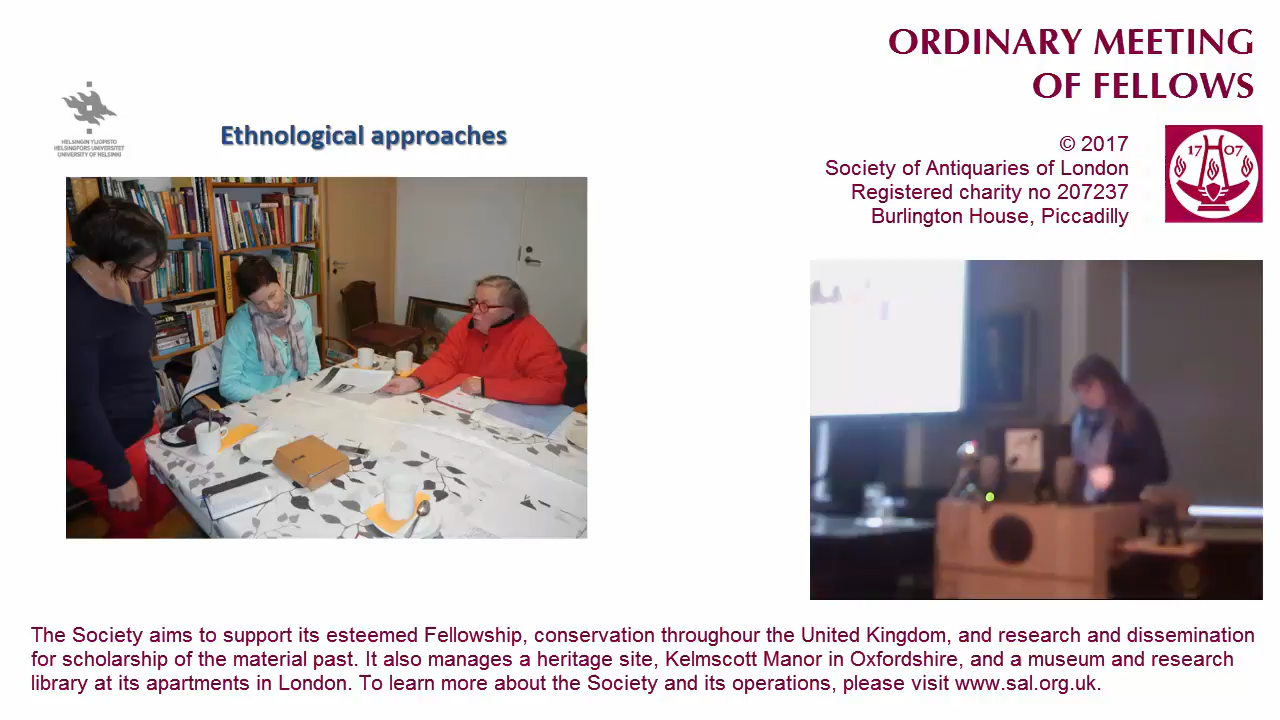 ORDINARY MEETING
OF FELLOWS
HELSINGIN YLIOPISTO
HELSINGFORS UNIVERSITET
UNIVERSITY OF HELSINKI
Ethnological approaches
© 2017
Society of Antiquaries of London
Registered charity no 207237
Burlington House, Piccadilly
17 07
The Society aims to support its esteemed Fellowship, conservation throughour the United Kingdom, and research and dissemination
for scholarship of the material past. It also manages a heritage site, Kelmscott Manor in Oxfordshire, and a museum and research
library at its apartments in London. To learn more about the Society and its operations, please visit www.sal.org.uk.